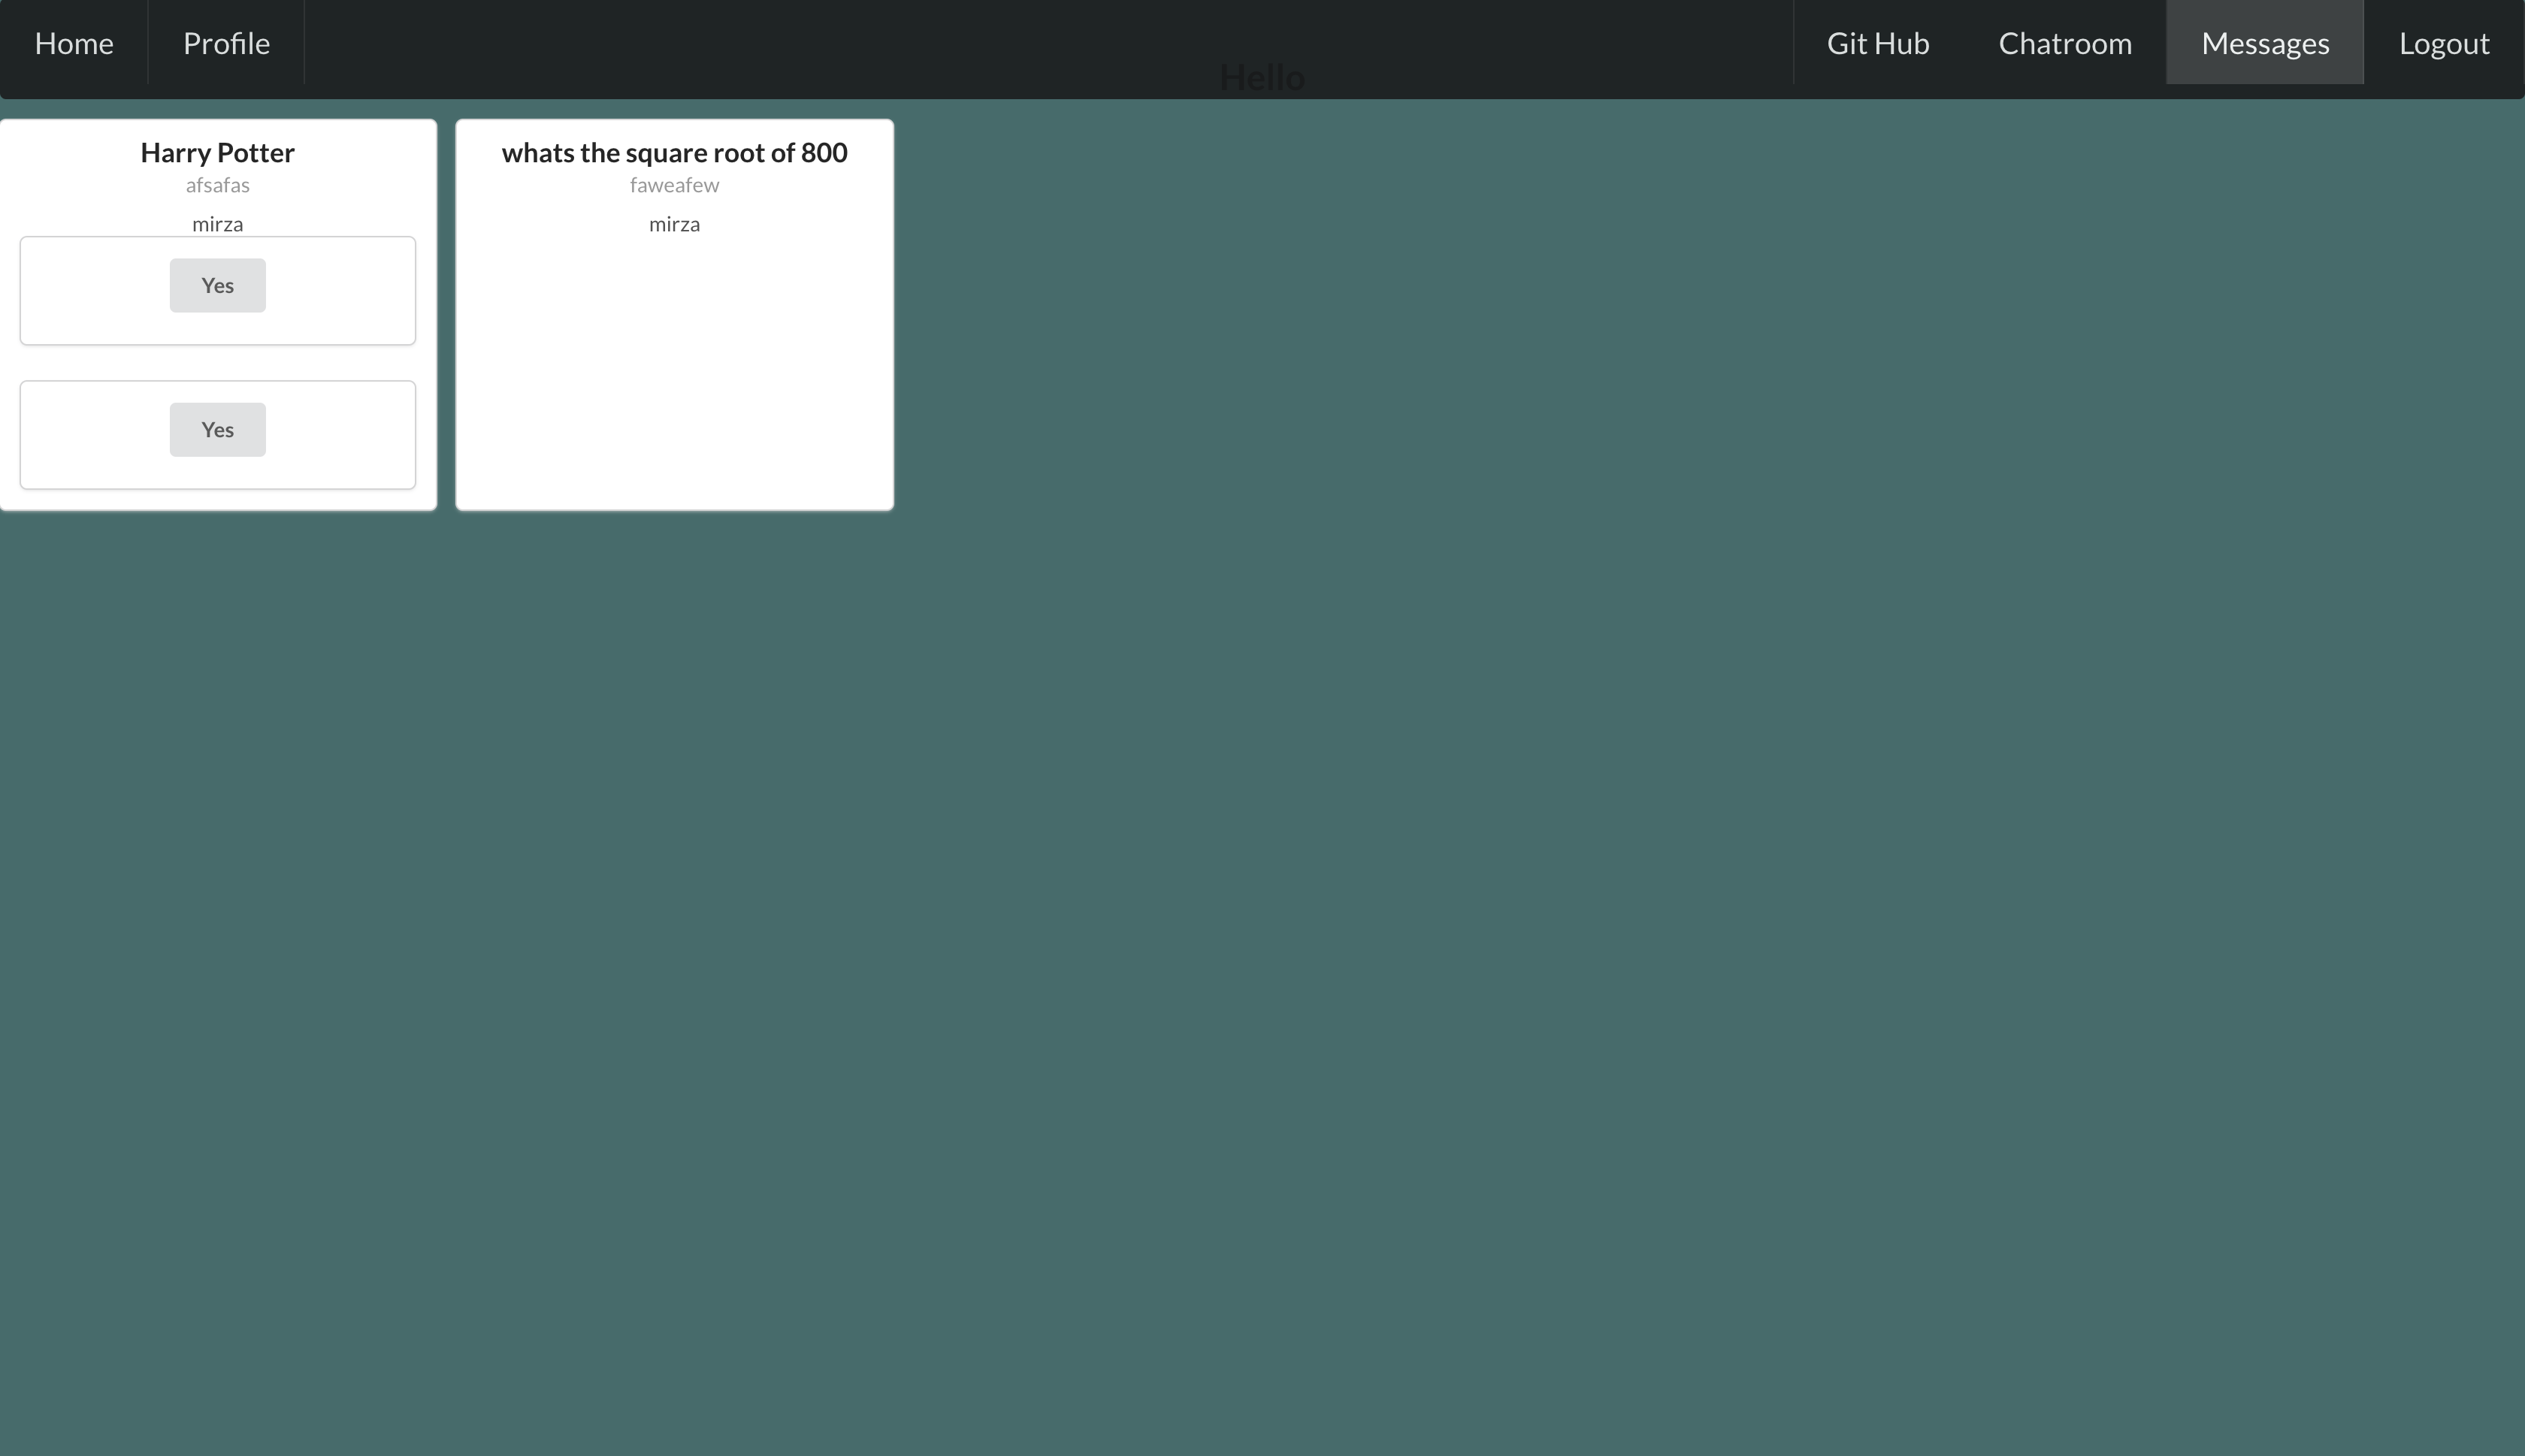 Home Profile Git Hub Chatroom Messages Logout
Hello
Harry Potter
afsafas
mirza
Yes
Yes
whats the square root of 800
faweafew
mirza